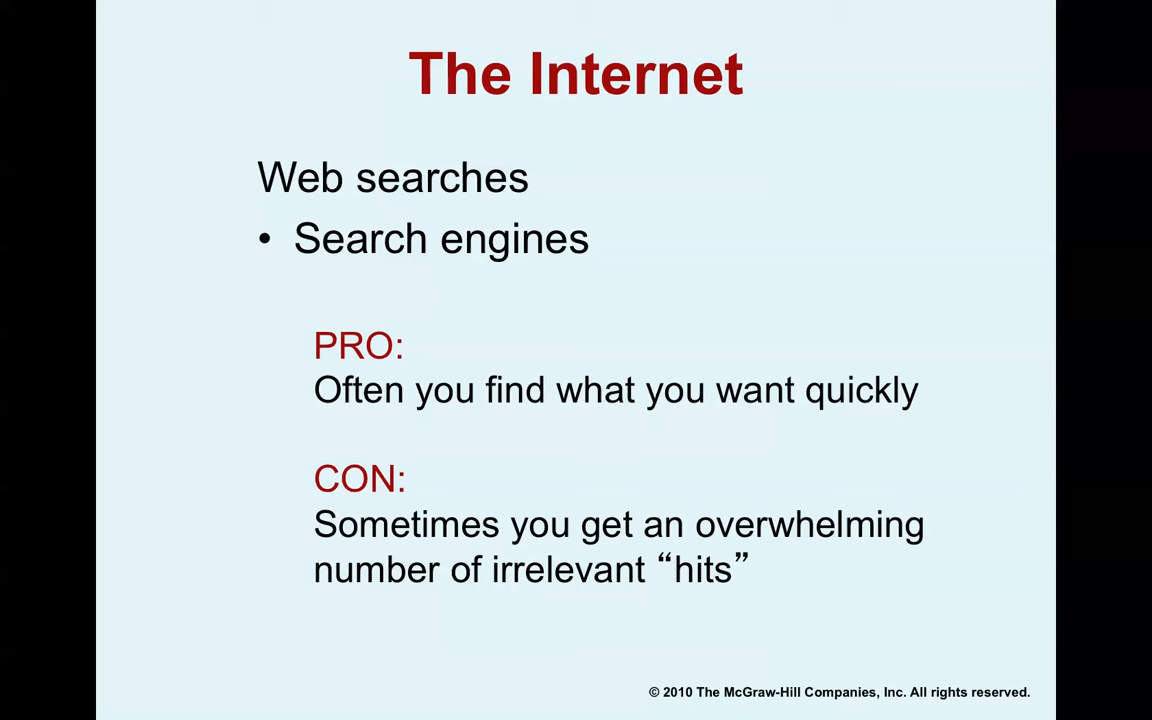 The Internet
Web searches
• Search engines
PRO:
Often you find what you want quickly
CON:
Sometimes you get an overwhelming
number of irrelevant “hits”
© 2010 The McGraw-Hill Companies, Inc. All rights reserved.